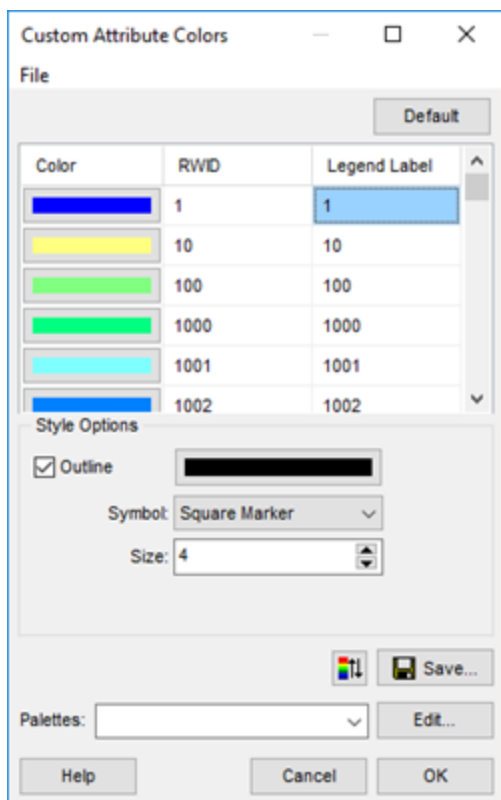 Custom Attribute Colors
File
Default
Color RWID Legend Label
1 1
10 10
100 100
1000 1000
1001 1001
1002 1002
Style Options
Outline
Symbol: Square Marker
Size: 4
Save...
Palettes: Edit...
Help Cancel OK